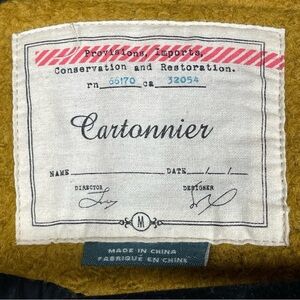 Provisions, Imports,
Conservation and Restoration.
rn 66170 ca 32054
Cartonnier
NAME DATE / /
DIRECTOR DESIGNER
M
MADE IN CHINA
FABRIQUÉ EN CHINE